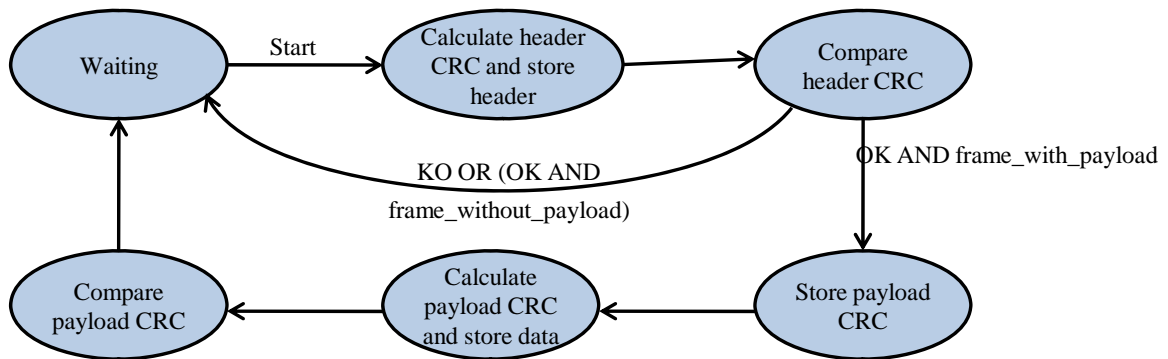 Waiting
Start
Calculate header
CRC and store
header
Compare
header CRC
KO OR (OK AND
frame_without_payload)
OK AND frame_with_payload
Compare
payload CRC
Calculate
payload CRC
and store data
Store payload
CRC